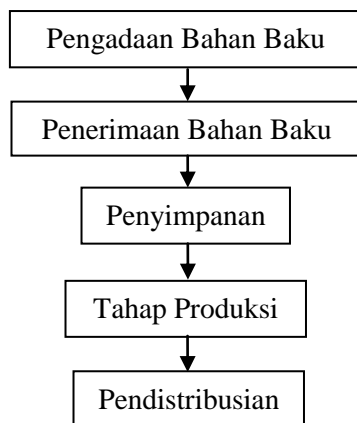 Pengadaan Bahan Baku
Penerimaan Bahan Baku
Penyimpanan
Tahap Produksi
Pendistribusian